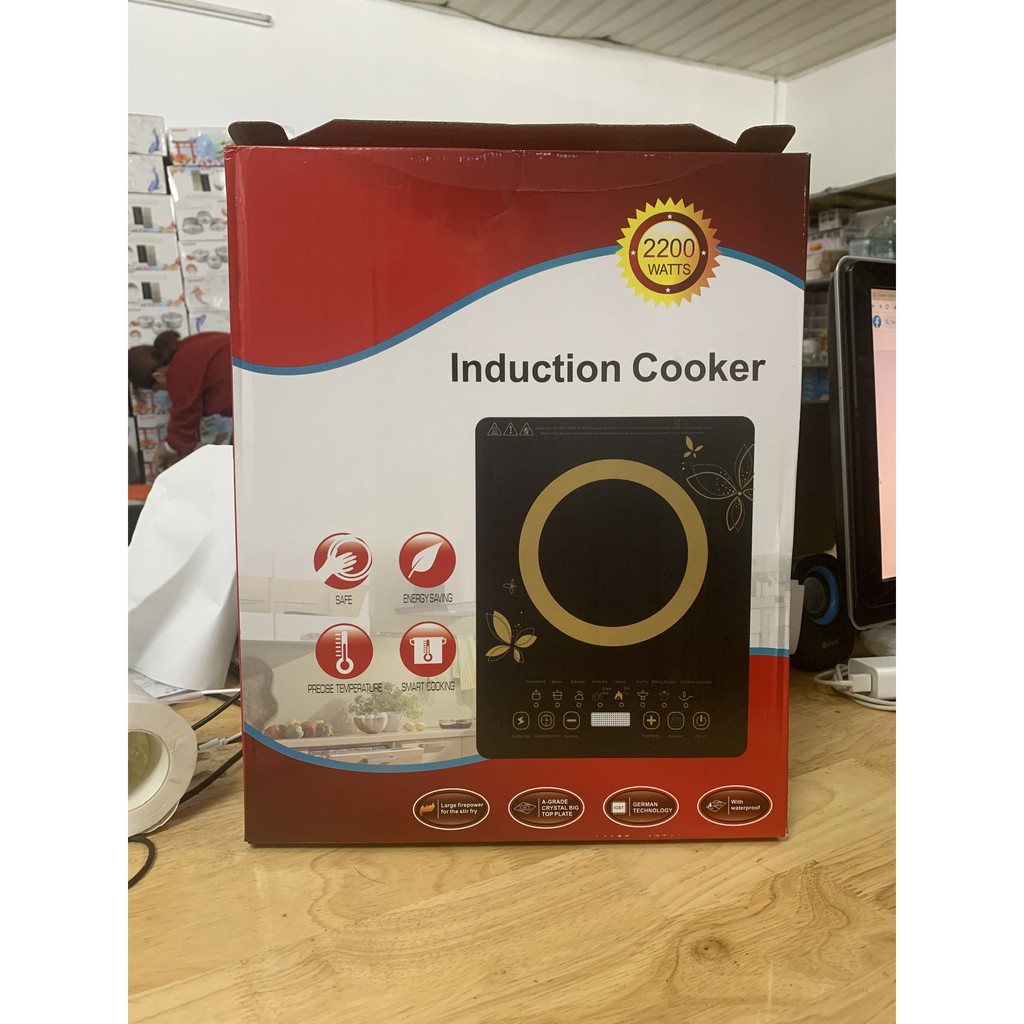 2200
WATTS
Induction Cooker
SAFE
ENERGY SAVING
PRECISE TEMPERATURE
SMART COOKING
Large firepower
for the stir fry
A-GRADE
CRYSTAL BIG
TOP PLATE
IGBT
GERMAN
TECHNOLOGY
With
waterproof